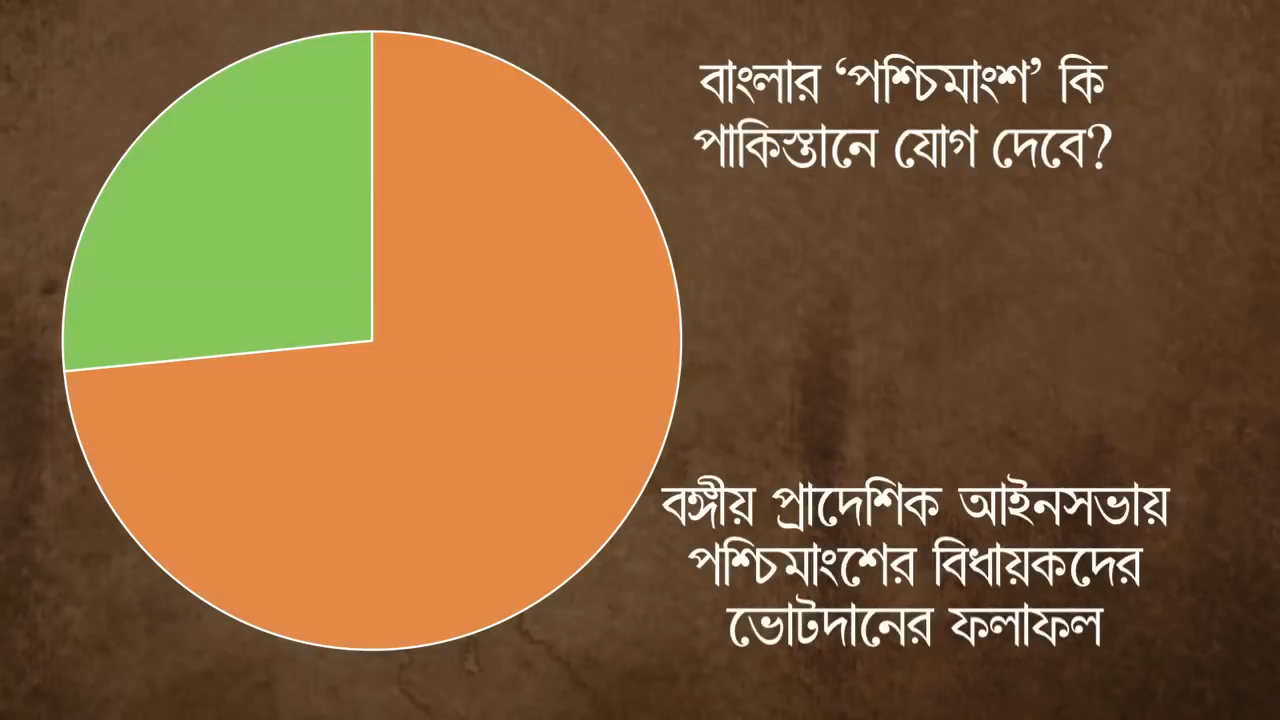 বাংলার ‘পশ্চিমাংশ’ কি
পাকিস্তানে যোগ দেবে?
বঙ্গীয় প্রাদেশিক আইনসভায়
পশ্চিমাংশের বিধায়কদের
ভোটদানের ফলাফল